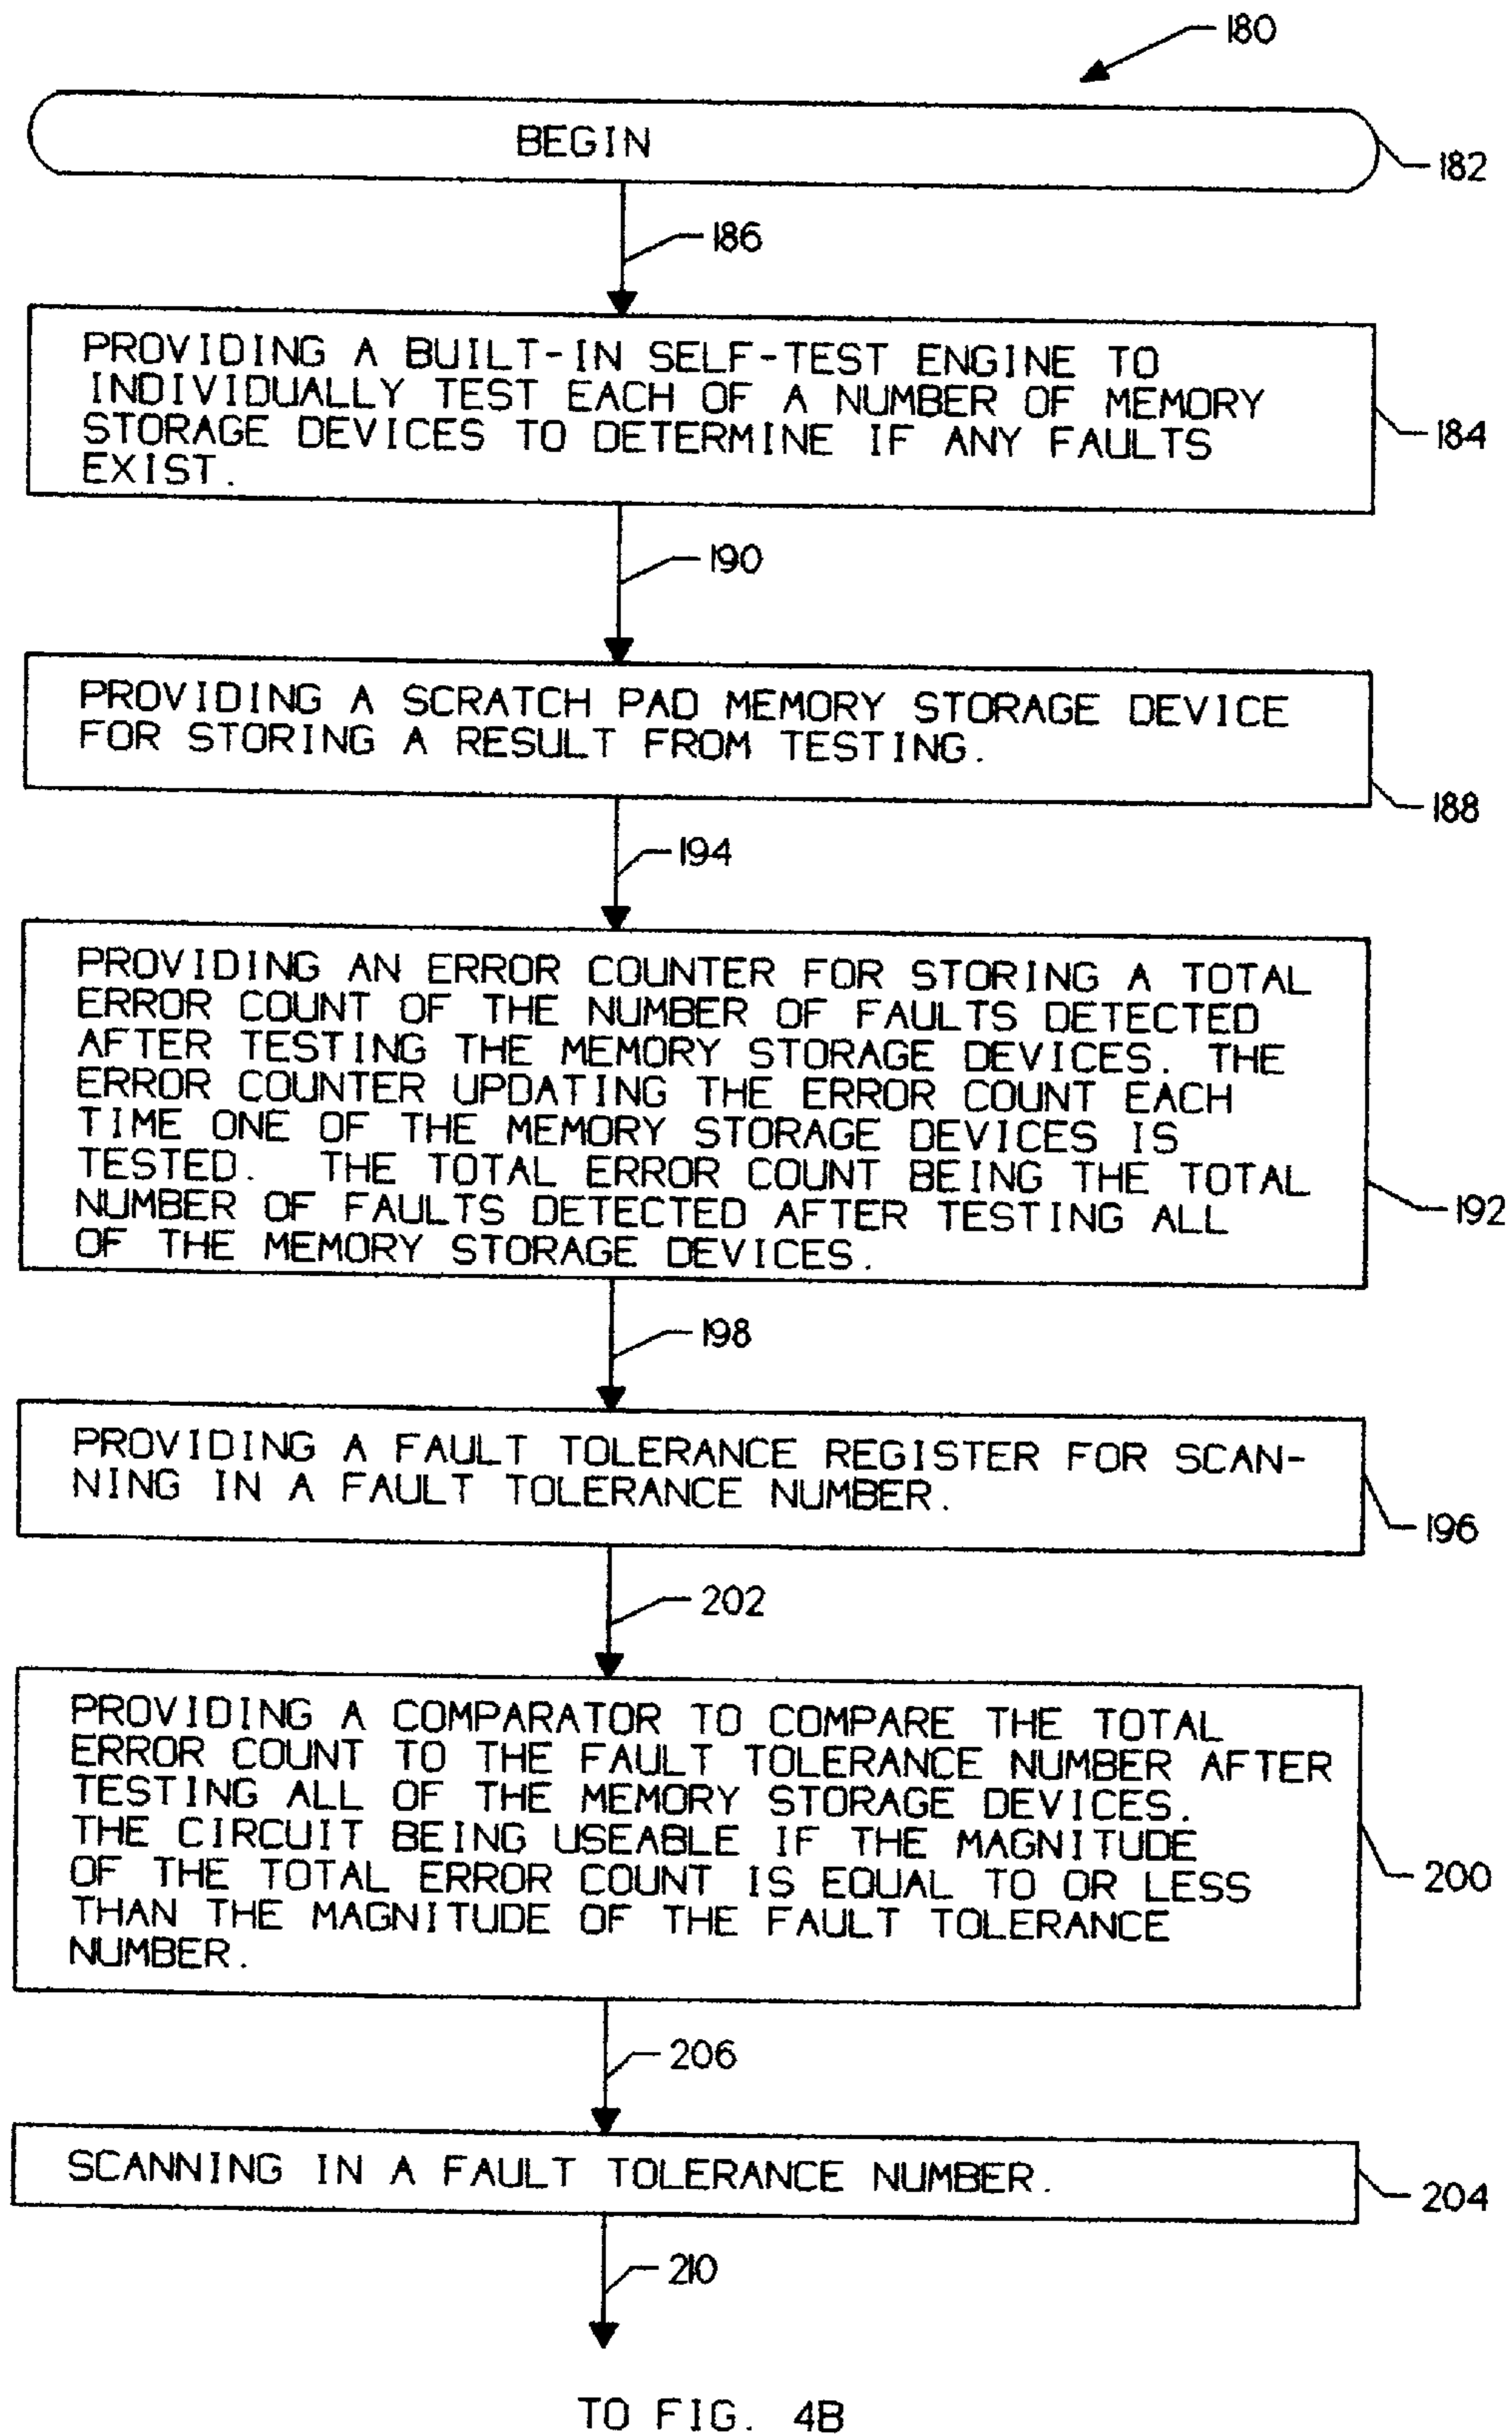 180
BEGIN
182
186
PROVIDING A BUILT-IN SELF-TEST ENGINE TO
INDIVIDUALLY TEST EACH OF A NUMBER OF MEMORY
STORAGE DEVICES TO DETERMINE IF ANY FAULTS
EXIST.
184
190
PROVIDING A SCRATCH PAD MEMORY STORAGE DEVICE
FOR STORING A RESULT FROM TESTING.
188
194
PROVIDING AN ERROR COUNTER FOR STORING A TOTAL
ERROR COUNT OF THE NUMBER OF FAULTS DETECTED
AFTER TESTING THE MEMORY STORAGE DEVICES. THE
ERROR COUNTER UPDATING THE ERROR COUNT EACH
TIME ONE OF THE MEMORY STORAGE DEVICES IS
TESTED. THE TOTAL ERROR COUNT BEING THE TOTAL
NUMBER OF FAULTS DETECTED AFTER TESTING ALL
OF THE MEMORY STORAGE DEVICES.
192
198
PROVIDING A FAULT TOLERANCE REGISTER FOR SCAN-
NING IN A FAULT TOLERANCE NUMBER.
196
202
PROVIDING A COMPARATOR TO COMPARE THE TOTAL
ERROR COUNT TO THE FAULT TOLERANCE NUMBER AFTER
TESTING ALL OF THE MEMORY STORAGE DEVICES.
THE CIRCUIT BEING USEABLE IF THE MAGNITUDE
OF THE TOTAL ERROR COUNT IS EQUAL TO OR LESS
THAN THE MAGNITUDE OF THE FAULT TOLERANCE
NUMBER.
200
206
SCANNING IN A FAULT TOLERANCE NUMBER.
204
210
TO FIG. 4B